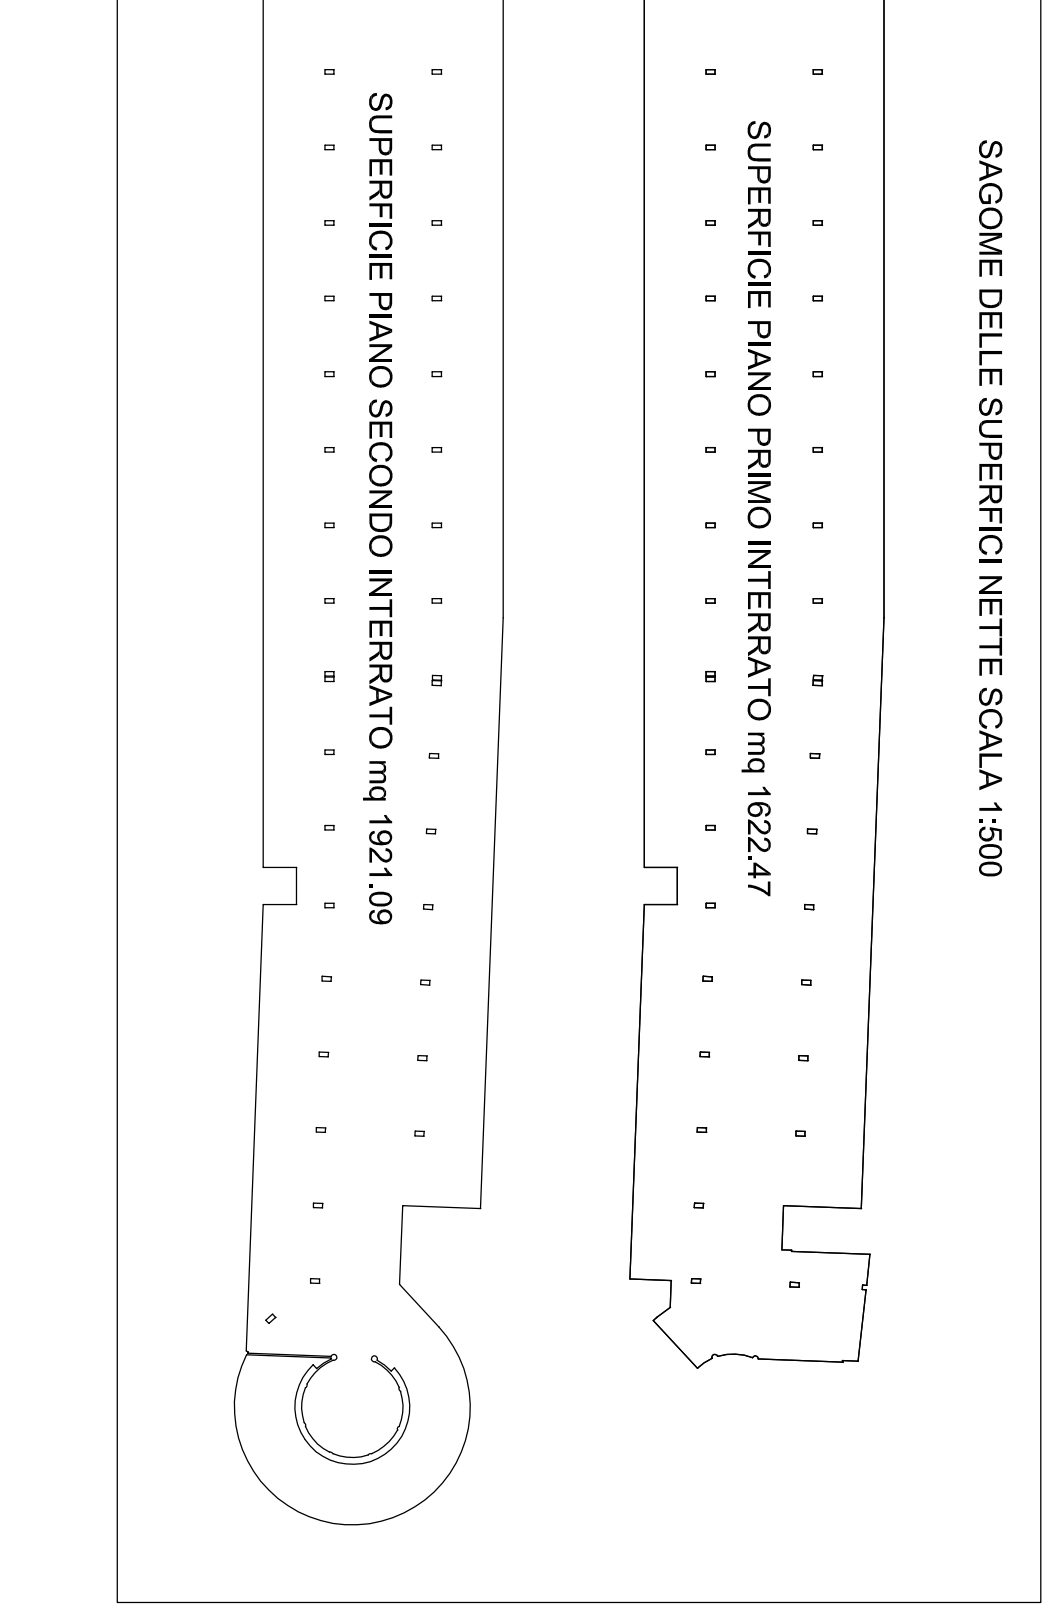 SAGOME DELLE SUPERFICI NETTE SCALA 1:500
SUPERFICIE PIANO PRIMO INTERRATO mq 1622.47
SUPERFICIE PIANO SECONDO INTERRATO mq 1921.09